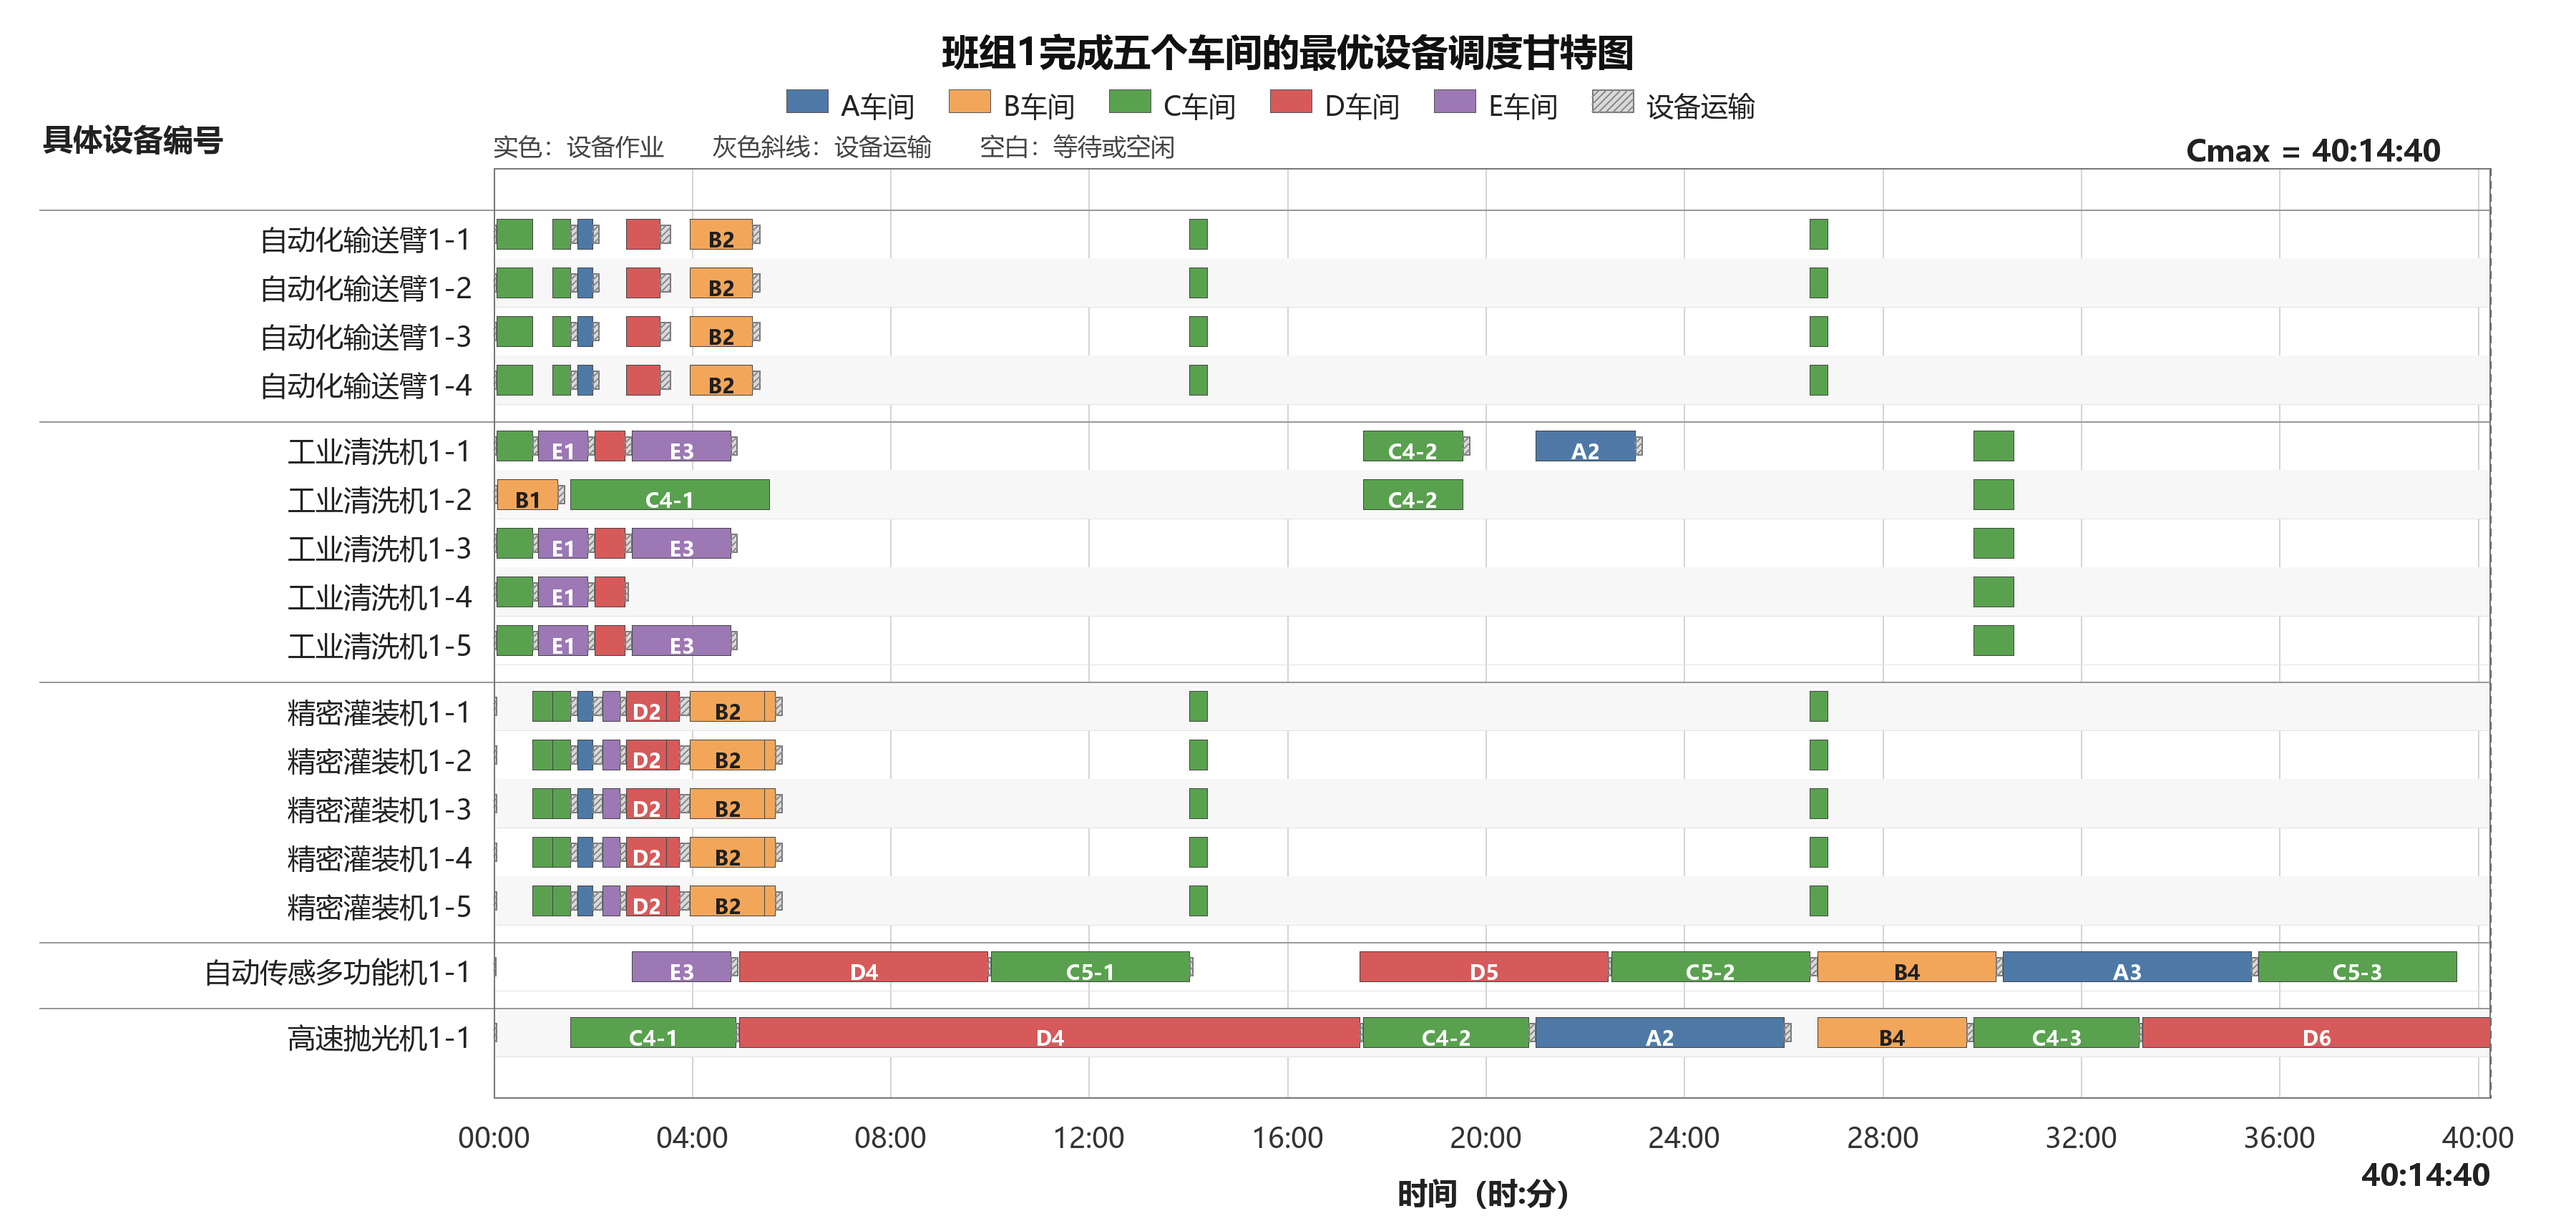 班组1完成五个车间的最优设备调度甘特图
A车间 B车间 C车间 D车间 E车间 设备运输
具体设备编号
实色：设备作业 灰色斜线：设备运输 空白：等待或空闲
Cmax = 40:14:40
自动化输送臂1-1 B2
自动化输送臂1-2 B2
自动化输送臂1-3 B2
自动化输送臂1-4 B2
工业清洗机1-1 E1 E3 C4-2 A2
工业清洗机1-2 B1 C4-1 C4-2
工业清洗机1-3 E1 E3
工业清洗机1-4 E1
工业清洗机1-5 E1 E3
精密灌装机1-1 D2 B2
精密灌装机1-2 D2 B2
精密灌装机1-3 D2 B2
精密灌装机1-4 D2 B2
精密灌装机1-5 D2 B2
自动传感多功能机1-1 E3 D4 C5-1 D5 C5-2 B4 A3 C5-3
高速抛光机1-1 C4-1 D4 C4-2 A2 B4 C4-3 D6
00:00 04:00 08:00 12:00 16:00 20:00 24:00 28:00 32:00 36:00 40:00
40:14:40
时间（时:分）